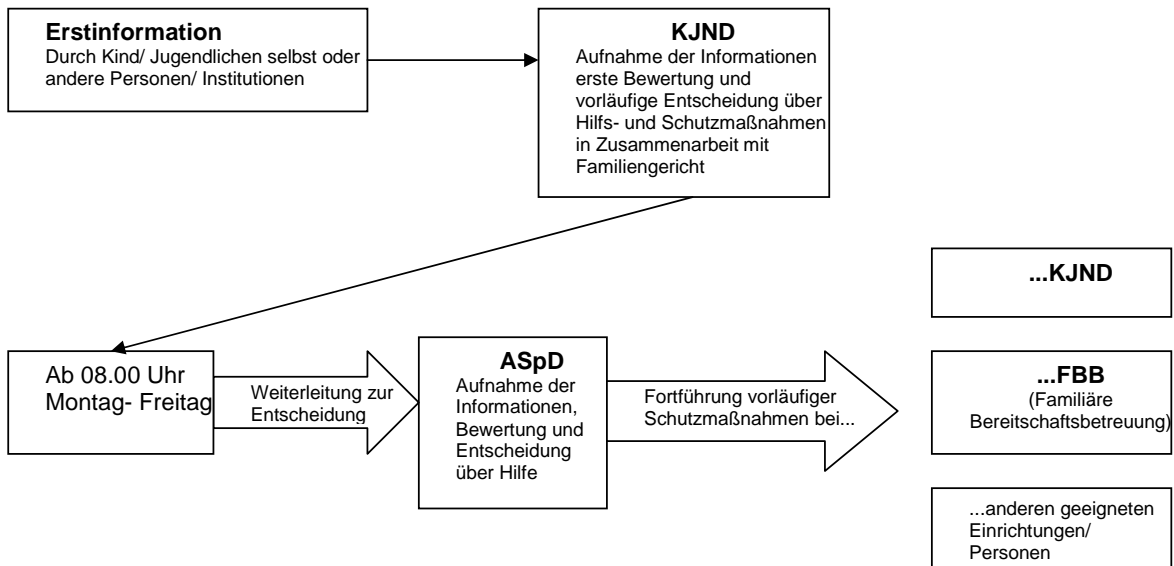 Erstinformation
Durch Kind/ Jugendlichen selbst oder
andere Personen/ Institutionen
KJND
Aufnahme der Informationen
erste Bewertung und
vorläufige Entscheidung über
Hilfs- und Schutzmaßnahmen
in Zusammenarbeit mit
Familiengericht
Ab 08.00 Uhr
Montag- Freitag
Weiterleitung zur
Entscheidung
ASpD
Aufnahme der
Informationen,
Bewertung und
Entscheidung
über Hilfe
Fortführung vorläufiger
Schutzmaßnahmen bei...
...KJND
...FBB
(Familiäre
Bereitschaftsbetreuung)
...anderen geeigneten
Einrichtungen/
Personen